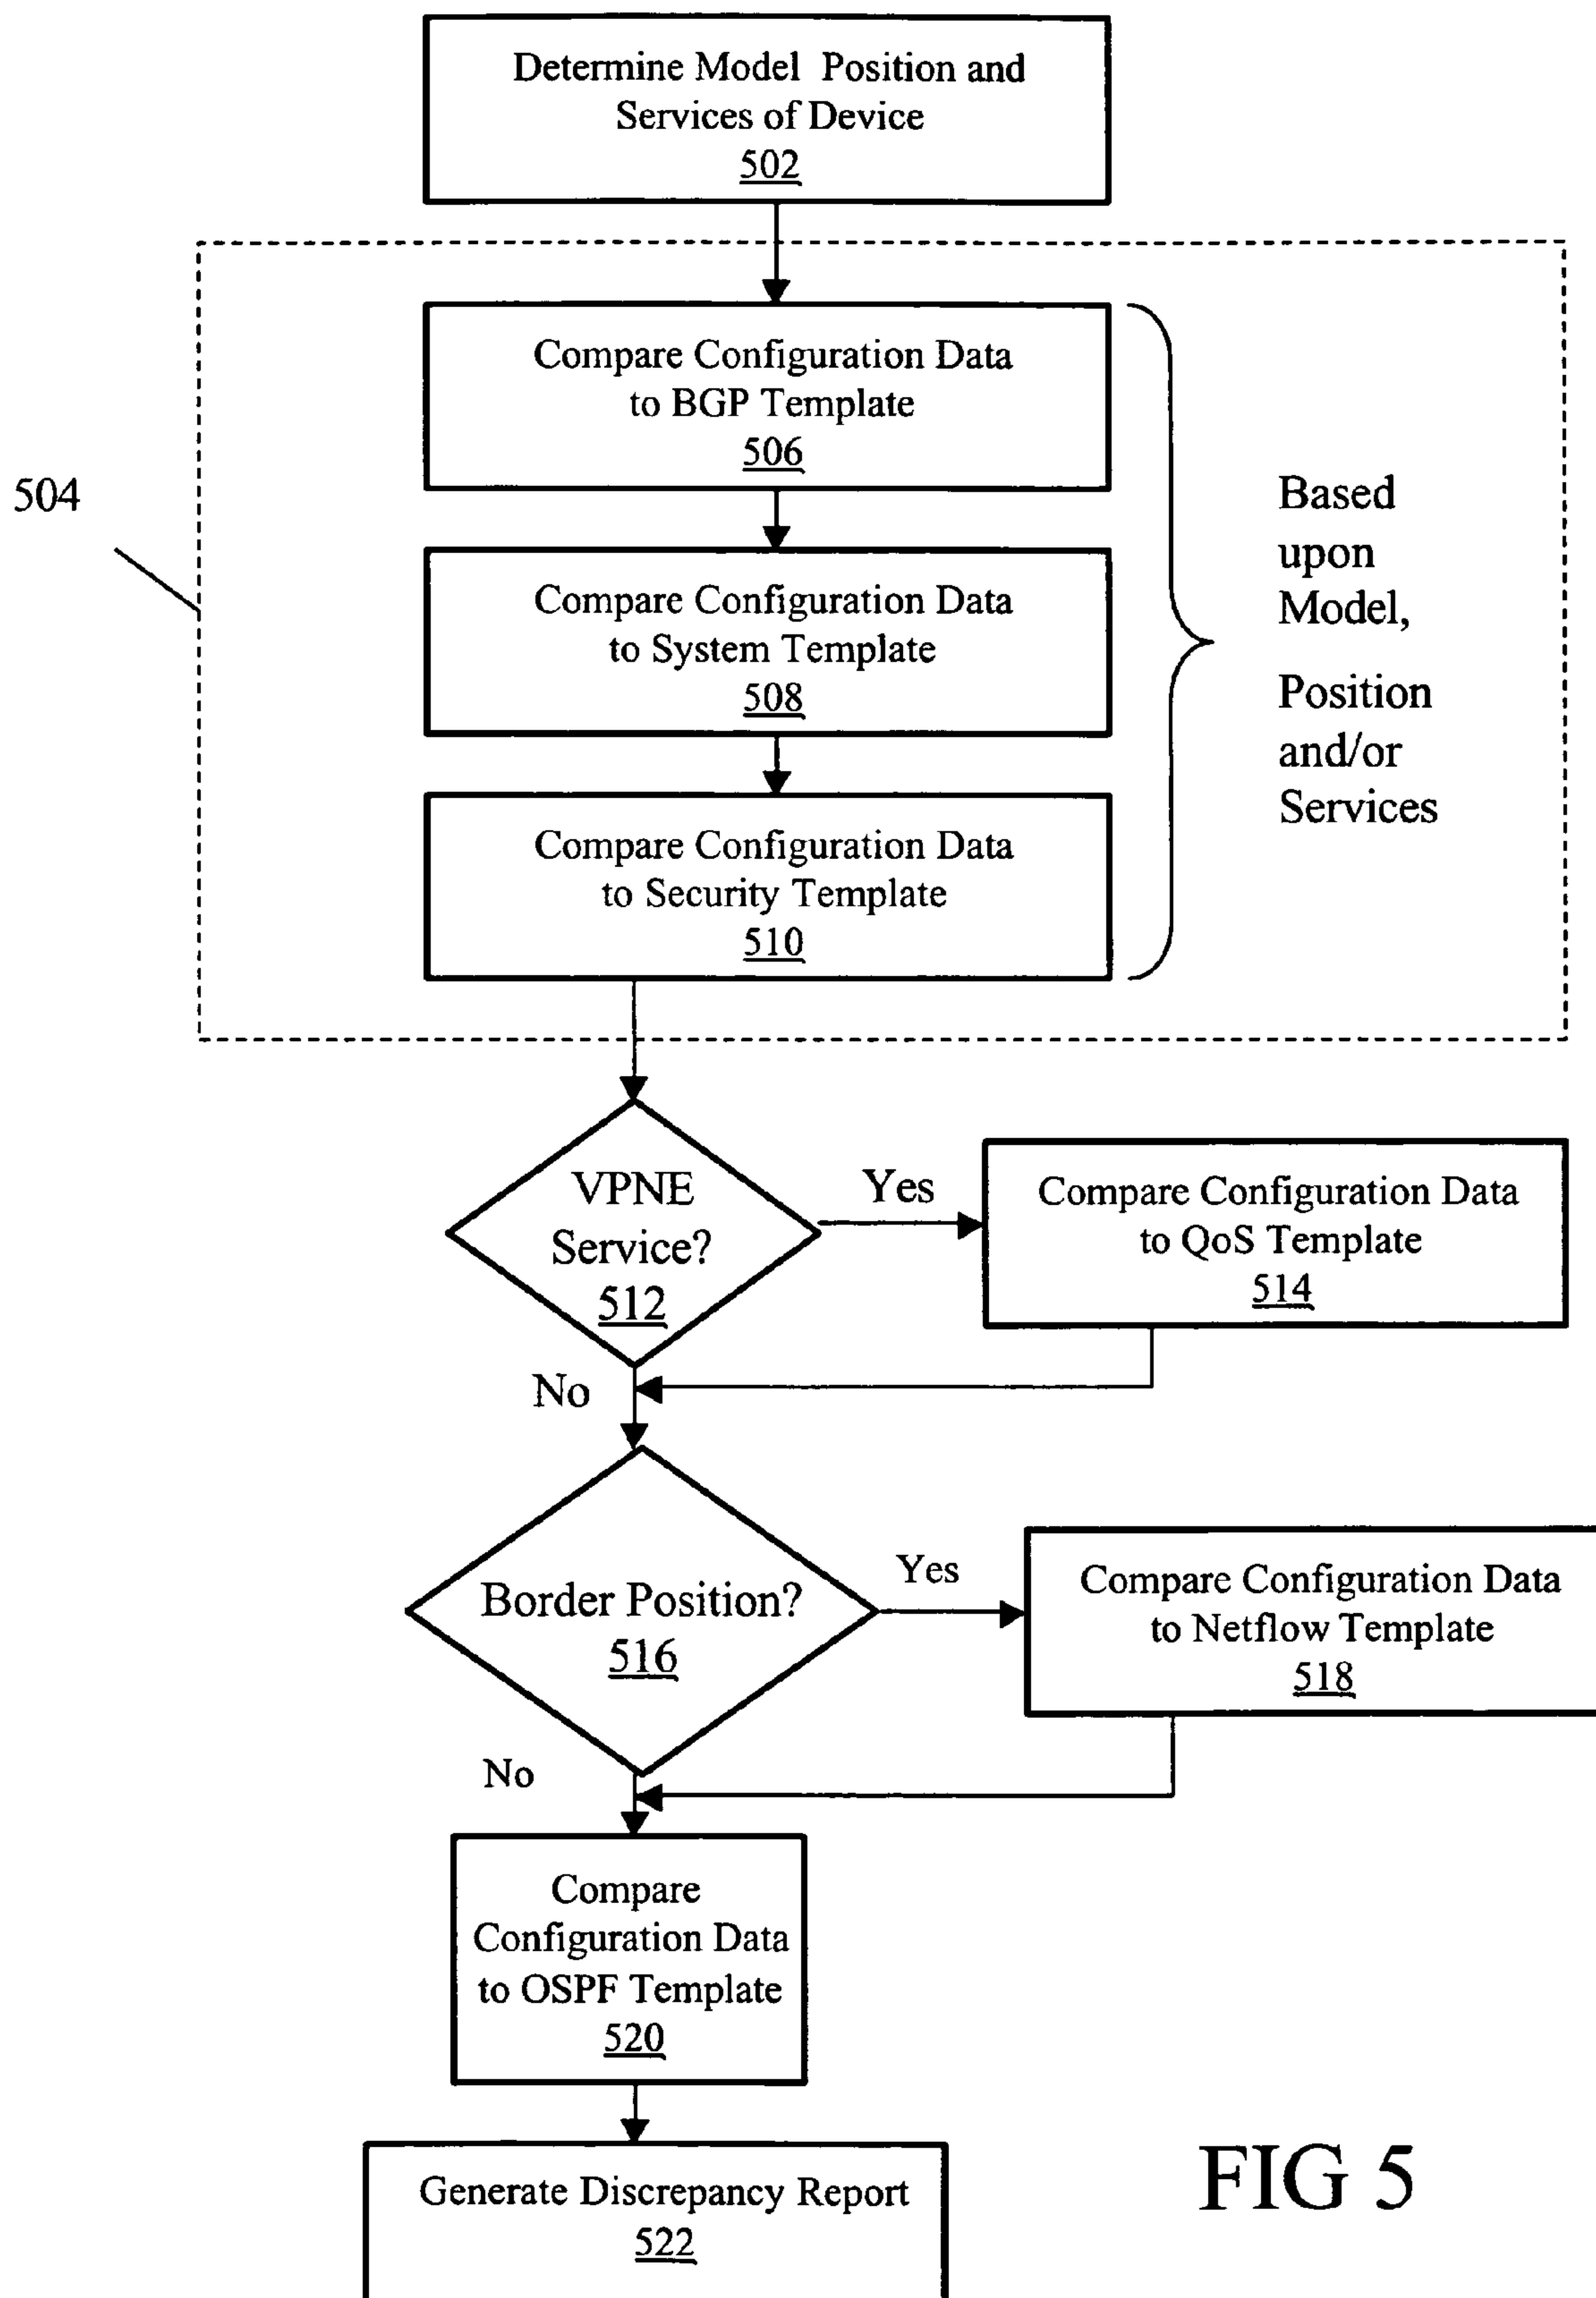 Determine Model Position and
Services of Device
502
504
Compare Configuration Data
to BGP Template
506
Compare Configuration Data
to System Template
508
Compare Configuration Data
to Security Template
510
Based
upon
Model,
Position
and/or
Services
VPNE
Service?
512
Yes
Compare Configuration Data
to QoS Template
514
No
Border Position?
516
Yes
Compare Configuration Data
to Netflow Template
518
No
Compare
Configuration Data
to OSPF Template
520
Generate Discrepancy Report
522
FIG 5